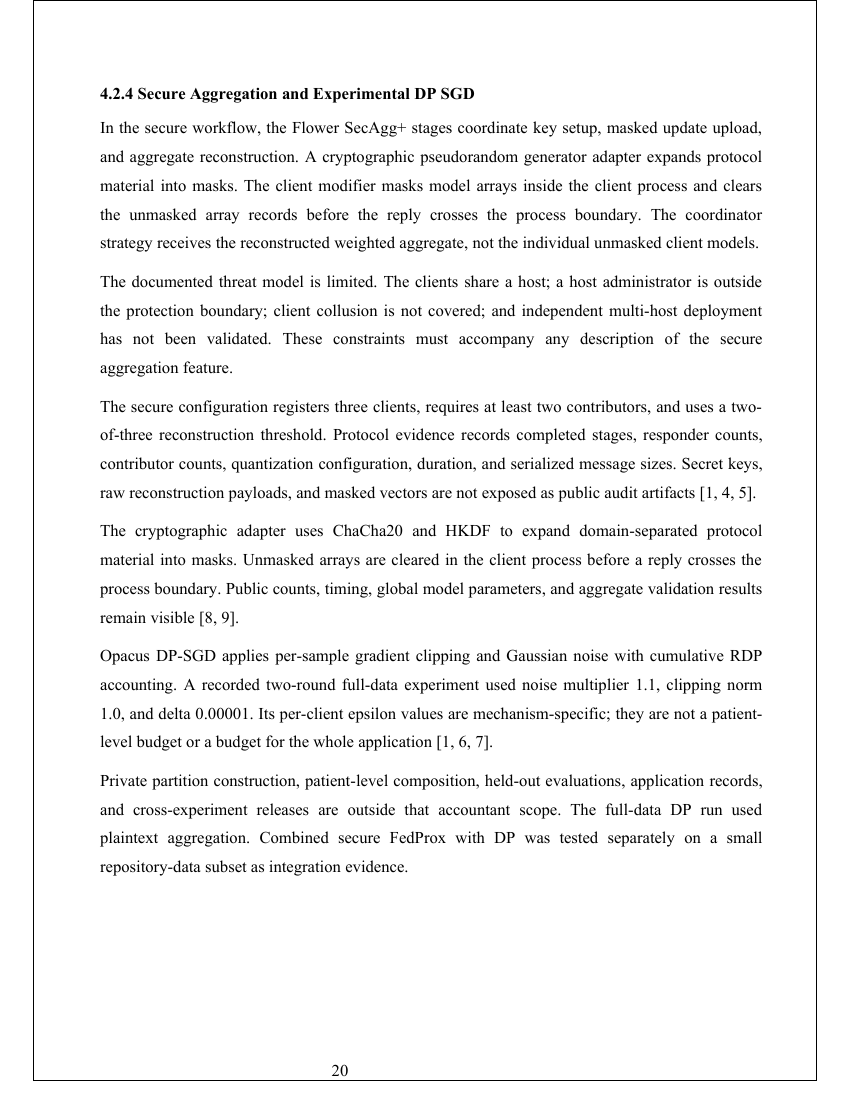 4.2.4 Secure Aggregation and Experimental DP SGD
In the secure workflow, the Flower SecAgg+ stages coordinate key setup, masked update upload,
and aggregate reconstruction. A cryptographic pseudorandom generator adapter expands protocol
material into masks. The client modifier masks model arrays inside the client process and clears
the unmasked array records before the reply crosses the process boundary. The coordinator
strategy receives the reconstructed weighted aggregate, not the individual unmasked client models.
The documented threat model is limited. The clients share a host; a host administrator is outside
the protection boundary; client collusion is not covered; and independent multi-host deployment
has not been validated. These constraints must accompany any description of the secure
aggregation feature.
The secure configuration registers three clients, requires at least two contributors, and uses a two-
of-three reconstruction threshold. Protocol evidence records completed stages, responder counts,
contributor counts, quantization configuration, duration, and serialized message sizes. Secret keys,
raw reconstruction payloads, and masked vectors are not exposed as public audit artifacts [1, 4, 5].
The cryptographic adapter uses ChaCha20 and HKDF to expand domain-separated protocol
material into masks. Unmasked arrays are cleared in the client process before a reply crosses the
process boundary. Public counts, timing, global model parameters, and aggregate validation results
remain visible [8, 9].
Opacus DP-SGD applies per-sample gradient clipping and Gaussian noise with cumulative RDP
accounting. A recorded two-round full-data experiment used noise multiplier 1.1, clipping norm
1.0, and delta 0.00001. Its per-client epsilon values are mechanism-specific; they are not a patient-
level budget or a budget for the whole application [1, 6, 7].
Private partition construction, patient-level composition, held-out evaluations, application records,
and cross-experiment releases are outside that accountant scope. The full-data DP run used
plaintext aggregation. Combined secure FedProx with DP was tested separately on a small
repository-data subset as integration evidence.
20